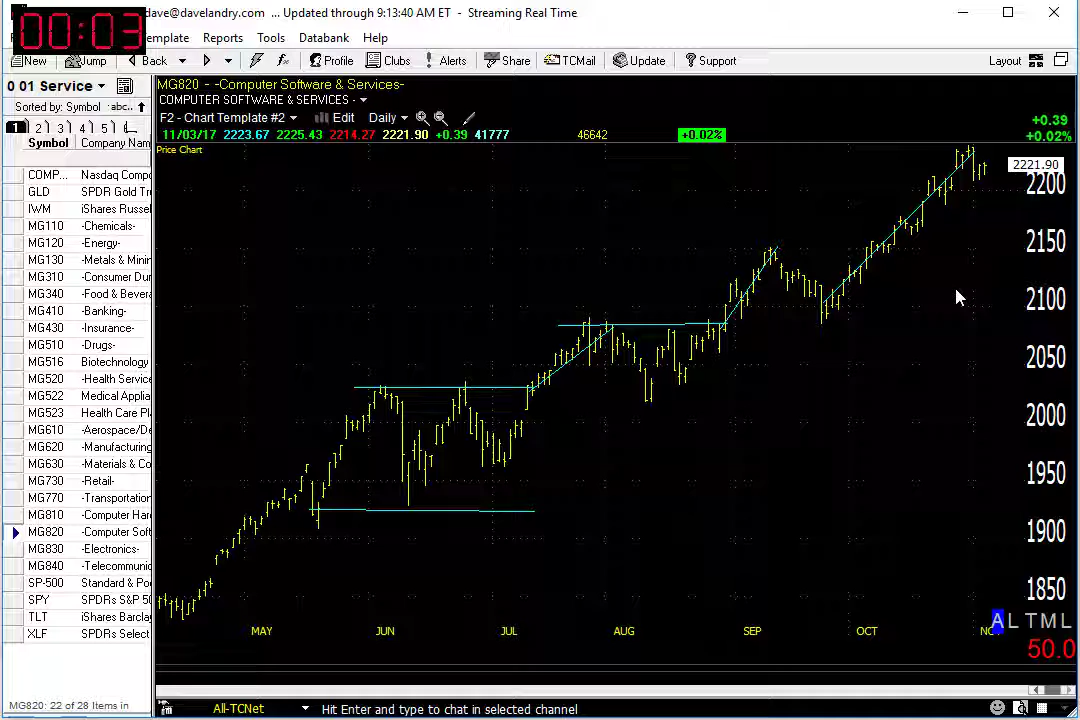 dave@davelandry.com ... Updated through 9:13:40 AM ET - Streaming Real Time
00:03
Template Reports Tools Databank Help
New Jump Back Profile Clubs Alerts Share TCMail Update Support Layout
0 01 Service
Sorted by: Symbol abc..
1 2 3 4 5
Symbol Company Nam
MG820 - -Computer Software & Services-
COMPUTER SOFTWARE & SERVICES -
F2 - Chart Template #2 Edit Daily
11/03/17 2223.67 2225.43 2214.27 2221.90 +0.39 41777 46642 +0.02%
+0.39
+0.02%
Price Chart
2221.90
2200
2150
2100
2050
2000
1950
1900
1850
COMP... Nasdaq Compo
GLD SPDR Gold Tr
IWM iShares Russel
MG110 -Chemicals-
MG120 -Energy-
MG130 -Metals & Minin
MG310 -Consumer Dur
MG340 -Food & Bevera
MG410 -Banking-
MG430 -Insurance-
MG510 -Drugs-
MG516 Biotechnology
MG520 -Health Service
MG522 Medical Applia
MG523 Health Care Pl
MG610 -Aerospace/De
MG620 -Manufacturing
MG630 -Materials & Co
MG730 -Retail-
MG770 -Transportation
MG810 -Computer Har
MG820 -Computer Soft
MG830 -Electronics-
MG840 -Telecommunic
SP-500 Standard & Po
SPY SPDRs S&P 50
TLT iShares Barclay
XLF SPDRs Select
MAY JUN JUL AUG SEP OCT NO
A L T M L
50.0
MG820: 22 of 28 Items in
All-TCNet Hit Enter and type to chat in selected channel